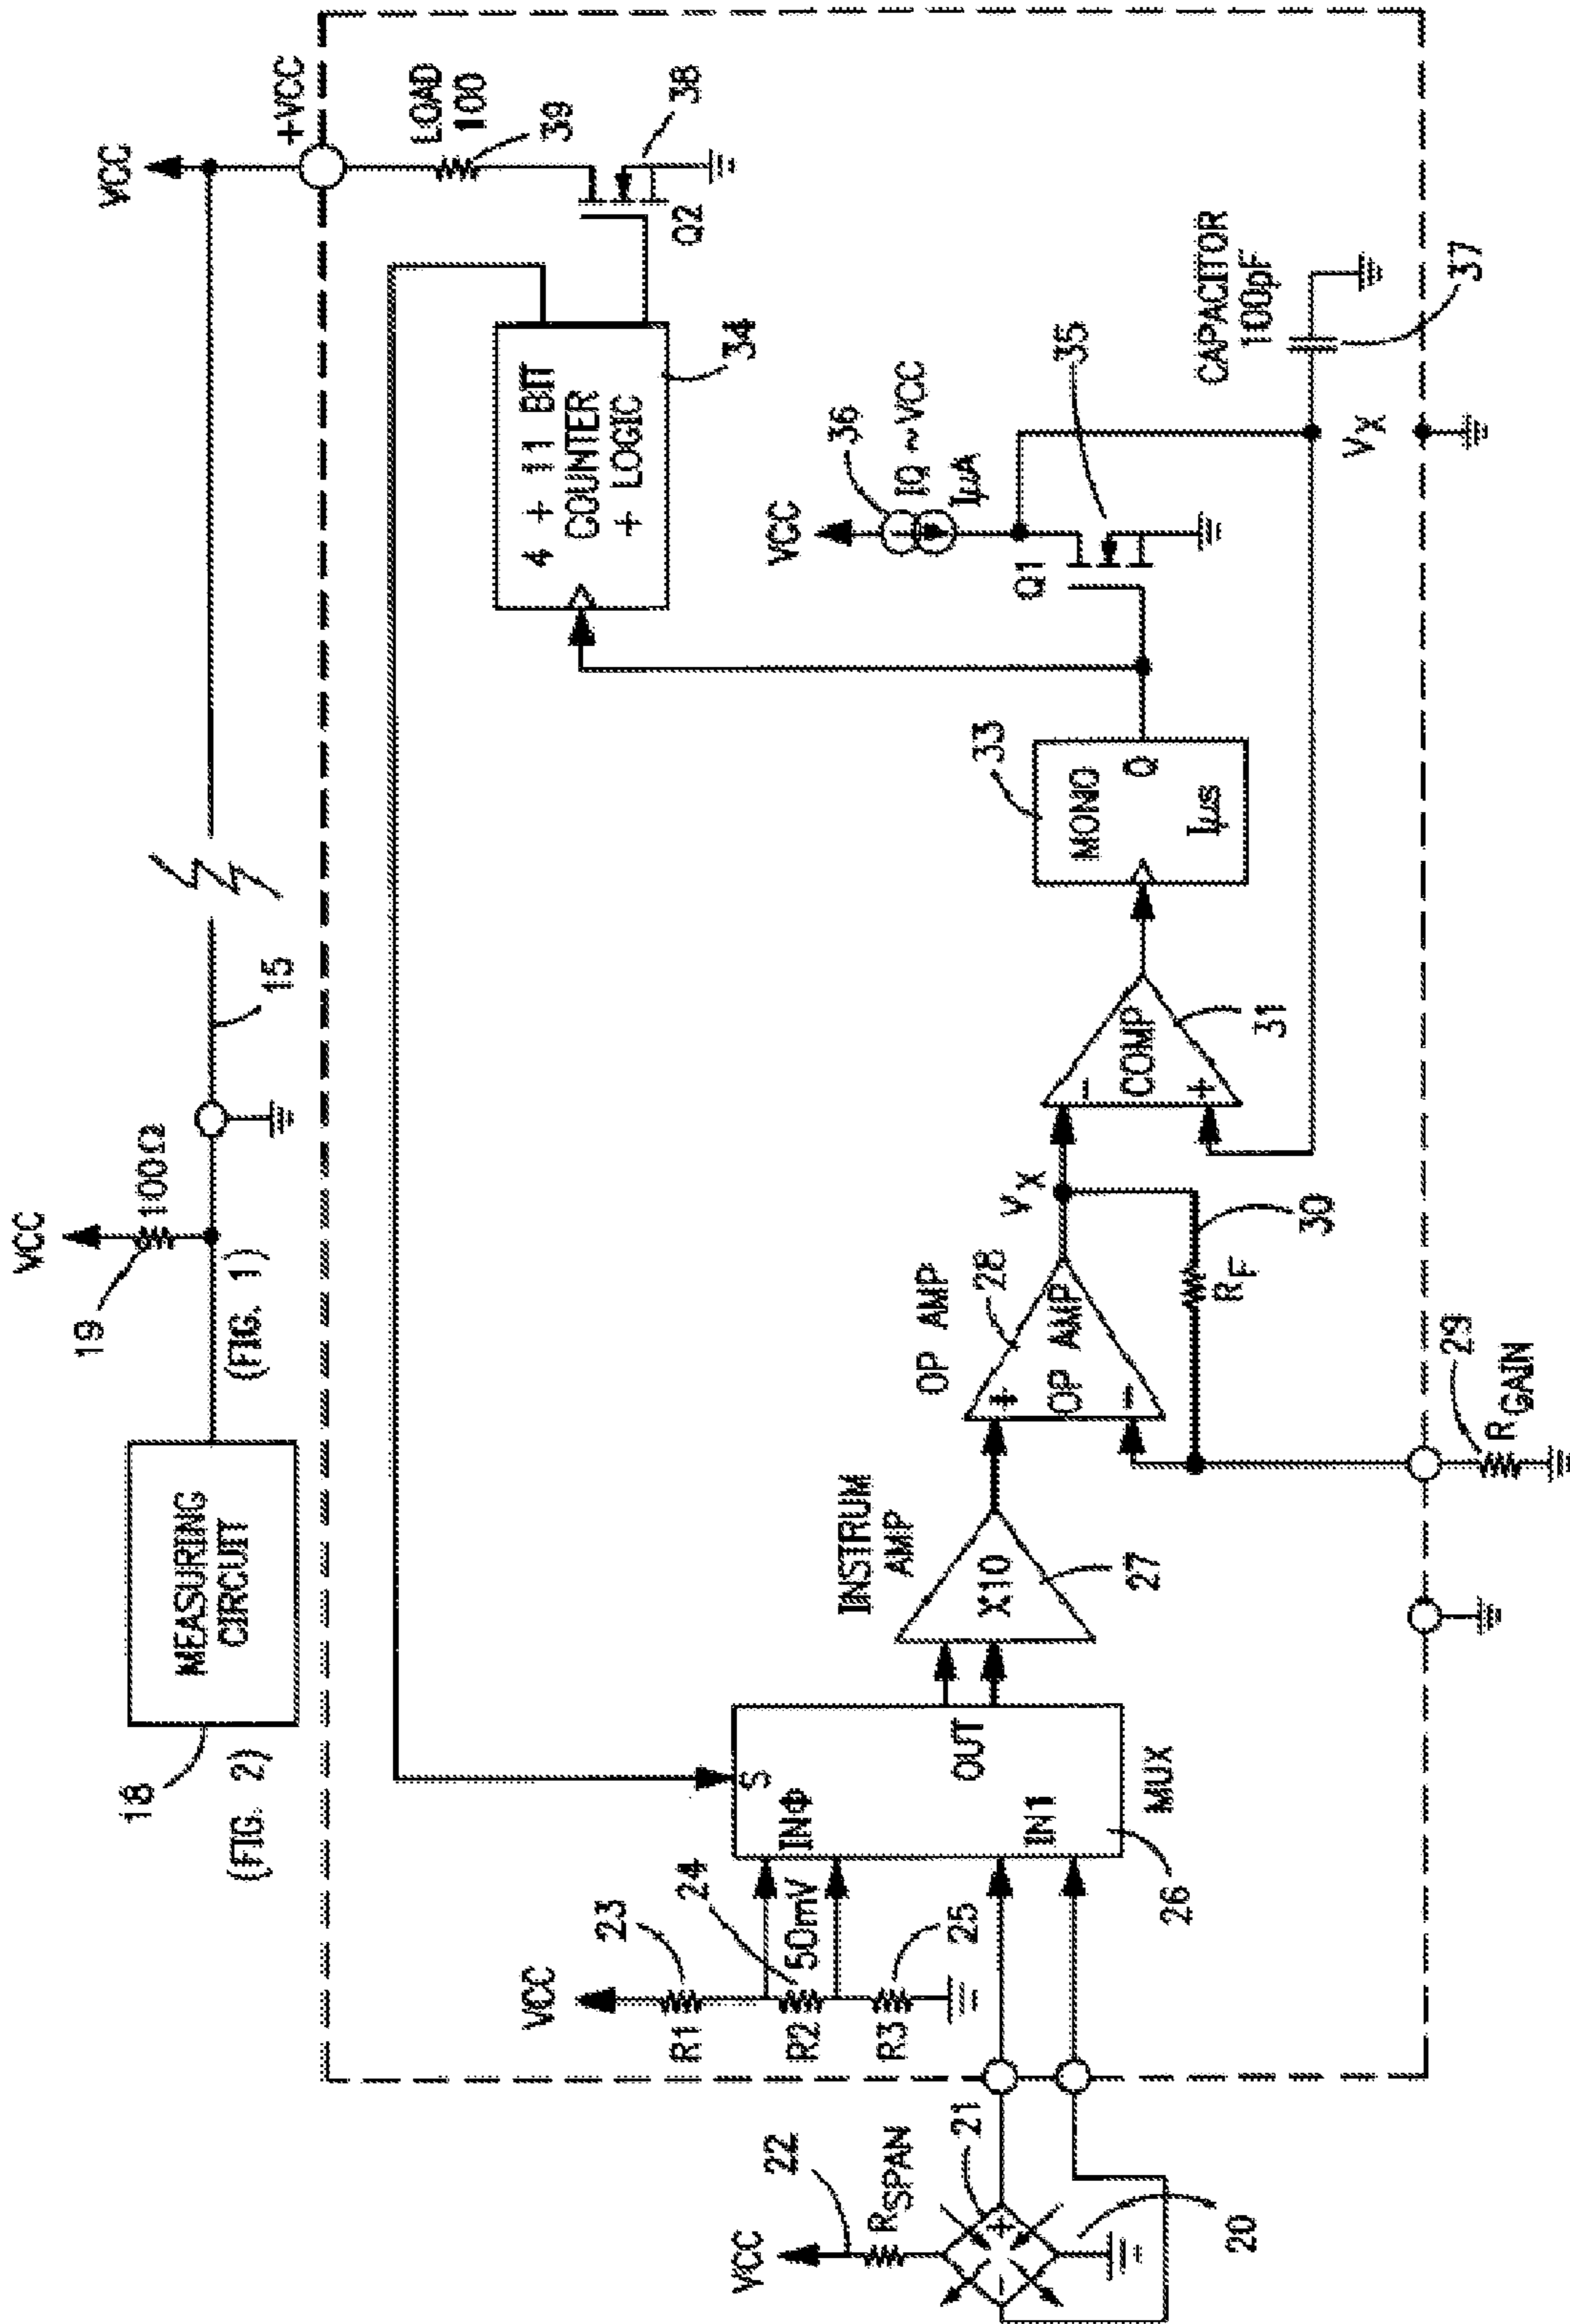 MEASURING
CIRCUIT
18
(FIG. 2)
VCC
19
100Ω
(FIG. 1)
15
VCC
+VCC
LOAD
100
39
38
Q2
4 + 11 BIT
COUNTER
+ LOGIC
34
VCC
36
IQ ~VCC
1µA
Q1
35
CAPACITOR
100pF
37
VX
33
MONO
Q
1µs
COMP
-
+
31
VX
OP AMP
28
+
OP AMP
-
30
RF
29
RGAIN
INSTRUM
AMP
X10
27
S
INΦ
OUT
IN1
MUX
26
VCC
23
R1
24
50mV
R2
25
R3
VCC
22
RSPAN
21
+
-
20